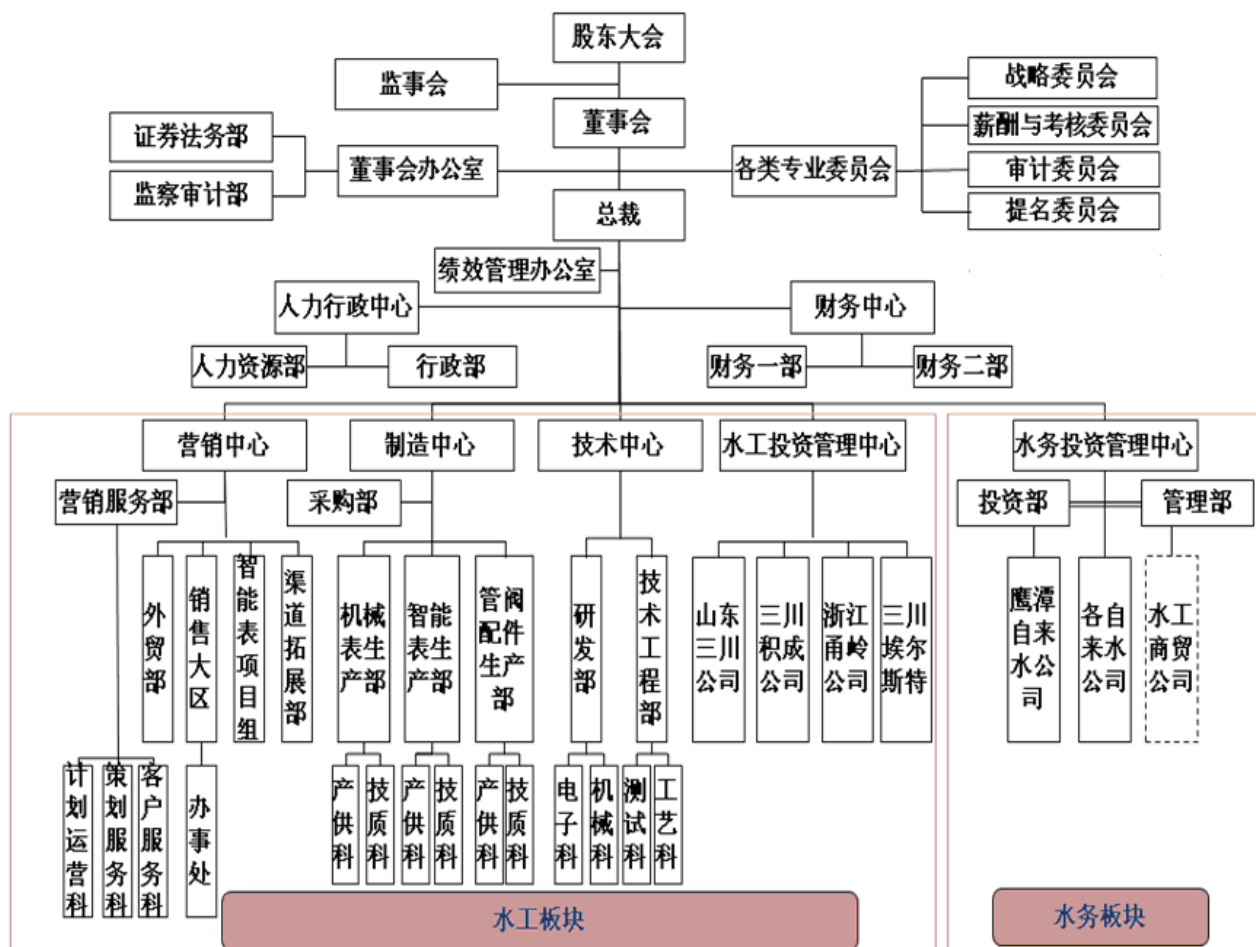 股东大会
监事会
战略委员会
董事会
薪酬与考核委员会
证券法务部
董事会办公室
各类专业委员会
审计委员会
监察审计部
总裁
提名委员会
绩效管理办公室
人力行政中心
财务中心
人力资源部
行政部
财务一部
财务二部
营销中心
制造中心
技术中心
水工投资管理中心
水务投资管理中心
营销服务部
采购部
投资部
管理部
外贸部
销售大区
智能表项目组
渠道拓展部
机械
表生
产部
智能
表生
产部
管阀
配件
生产
部
研发部
技术工程部
山东
三川
公司
三川
积成
公司
浙江
甬岭
公司
三川
埃尔
斯特
鹰潭
自来
水公
司
各自
来水
公司
水工
商贸
公司
计划运营科
策划服务科
客户服务科
办事处
产供科
技质科
产供科
技质科
产供科
技质科
电子科
机械科
测试科
工艺科
水工板块
水务板块